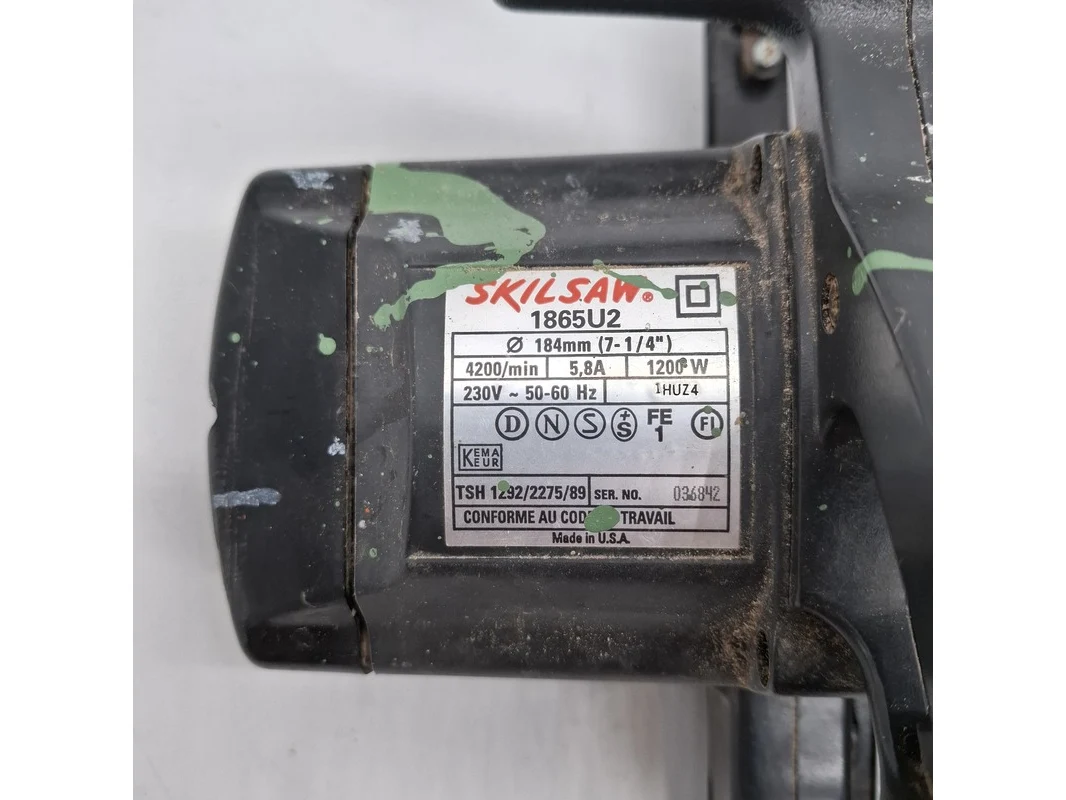 SKILSAW®
1865U2
Ø 184mm (7-1/4")
4200/min 5,8A 1200 W
230V ~ 50-60 Hz 1HUZ4
D N S +S FE 1 FI
KEMA KEUR
TSH 1292/2275/89 SER. NO. 036842
CONFORME AU TRAVAIL
Made in U.S.A.